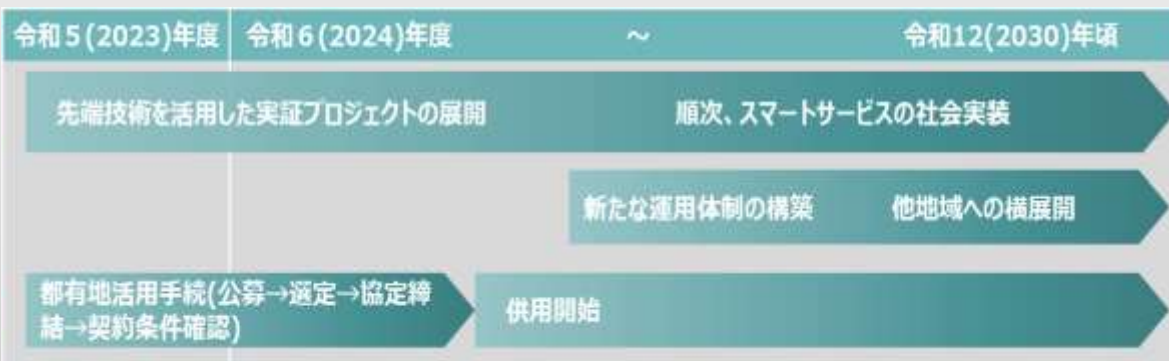 令和５(2023)年度 令和６(2024)年度 ～ 令和12(2030)年頃
先端技術を活用した実証プロジェクトの展開 順次、スマートサービスの社会実装
新たな運用体制の構築 他地域への横展開
都有地活用手続(公募→選定→協定締
結→契約条件確認)
供用開始